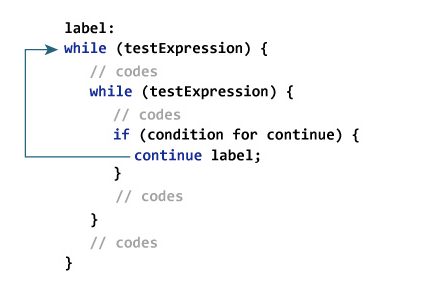 label:
while (testExpression) {
// codes
while (testExpression) {
// codes
if (condition for continue) {
continue label;
}
// codes
}
// codes
}